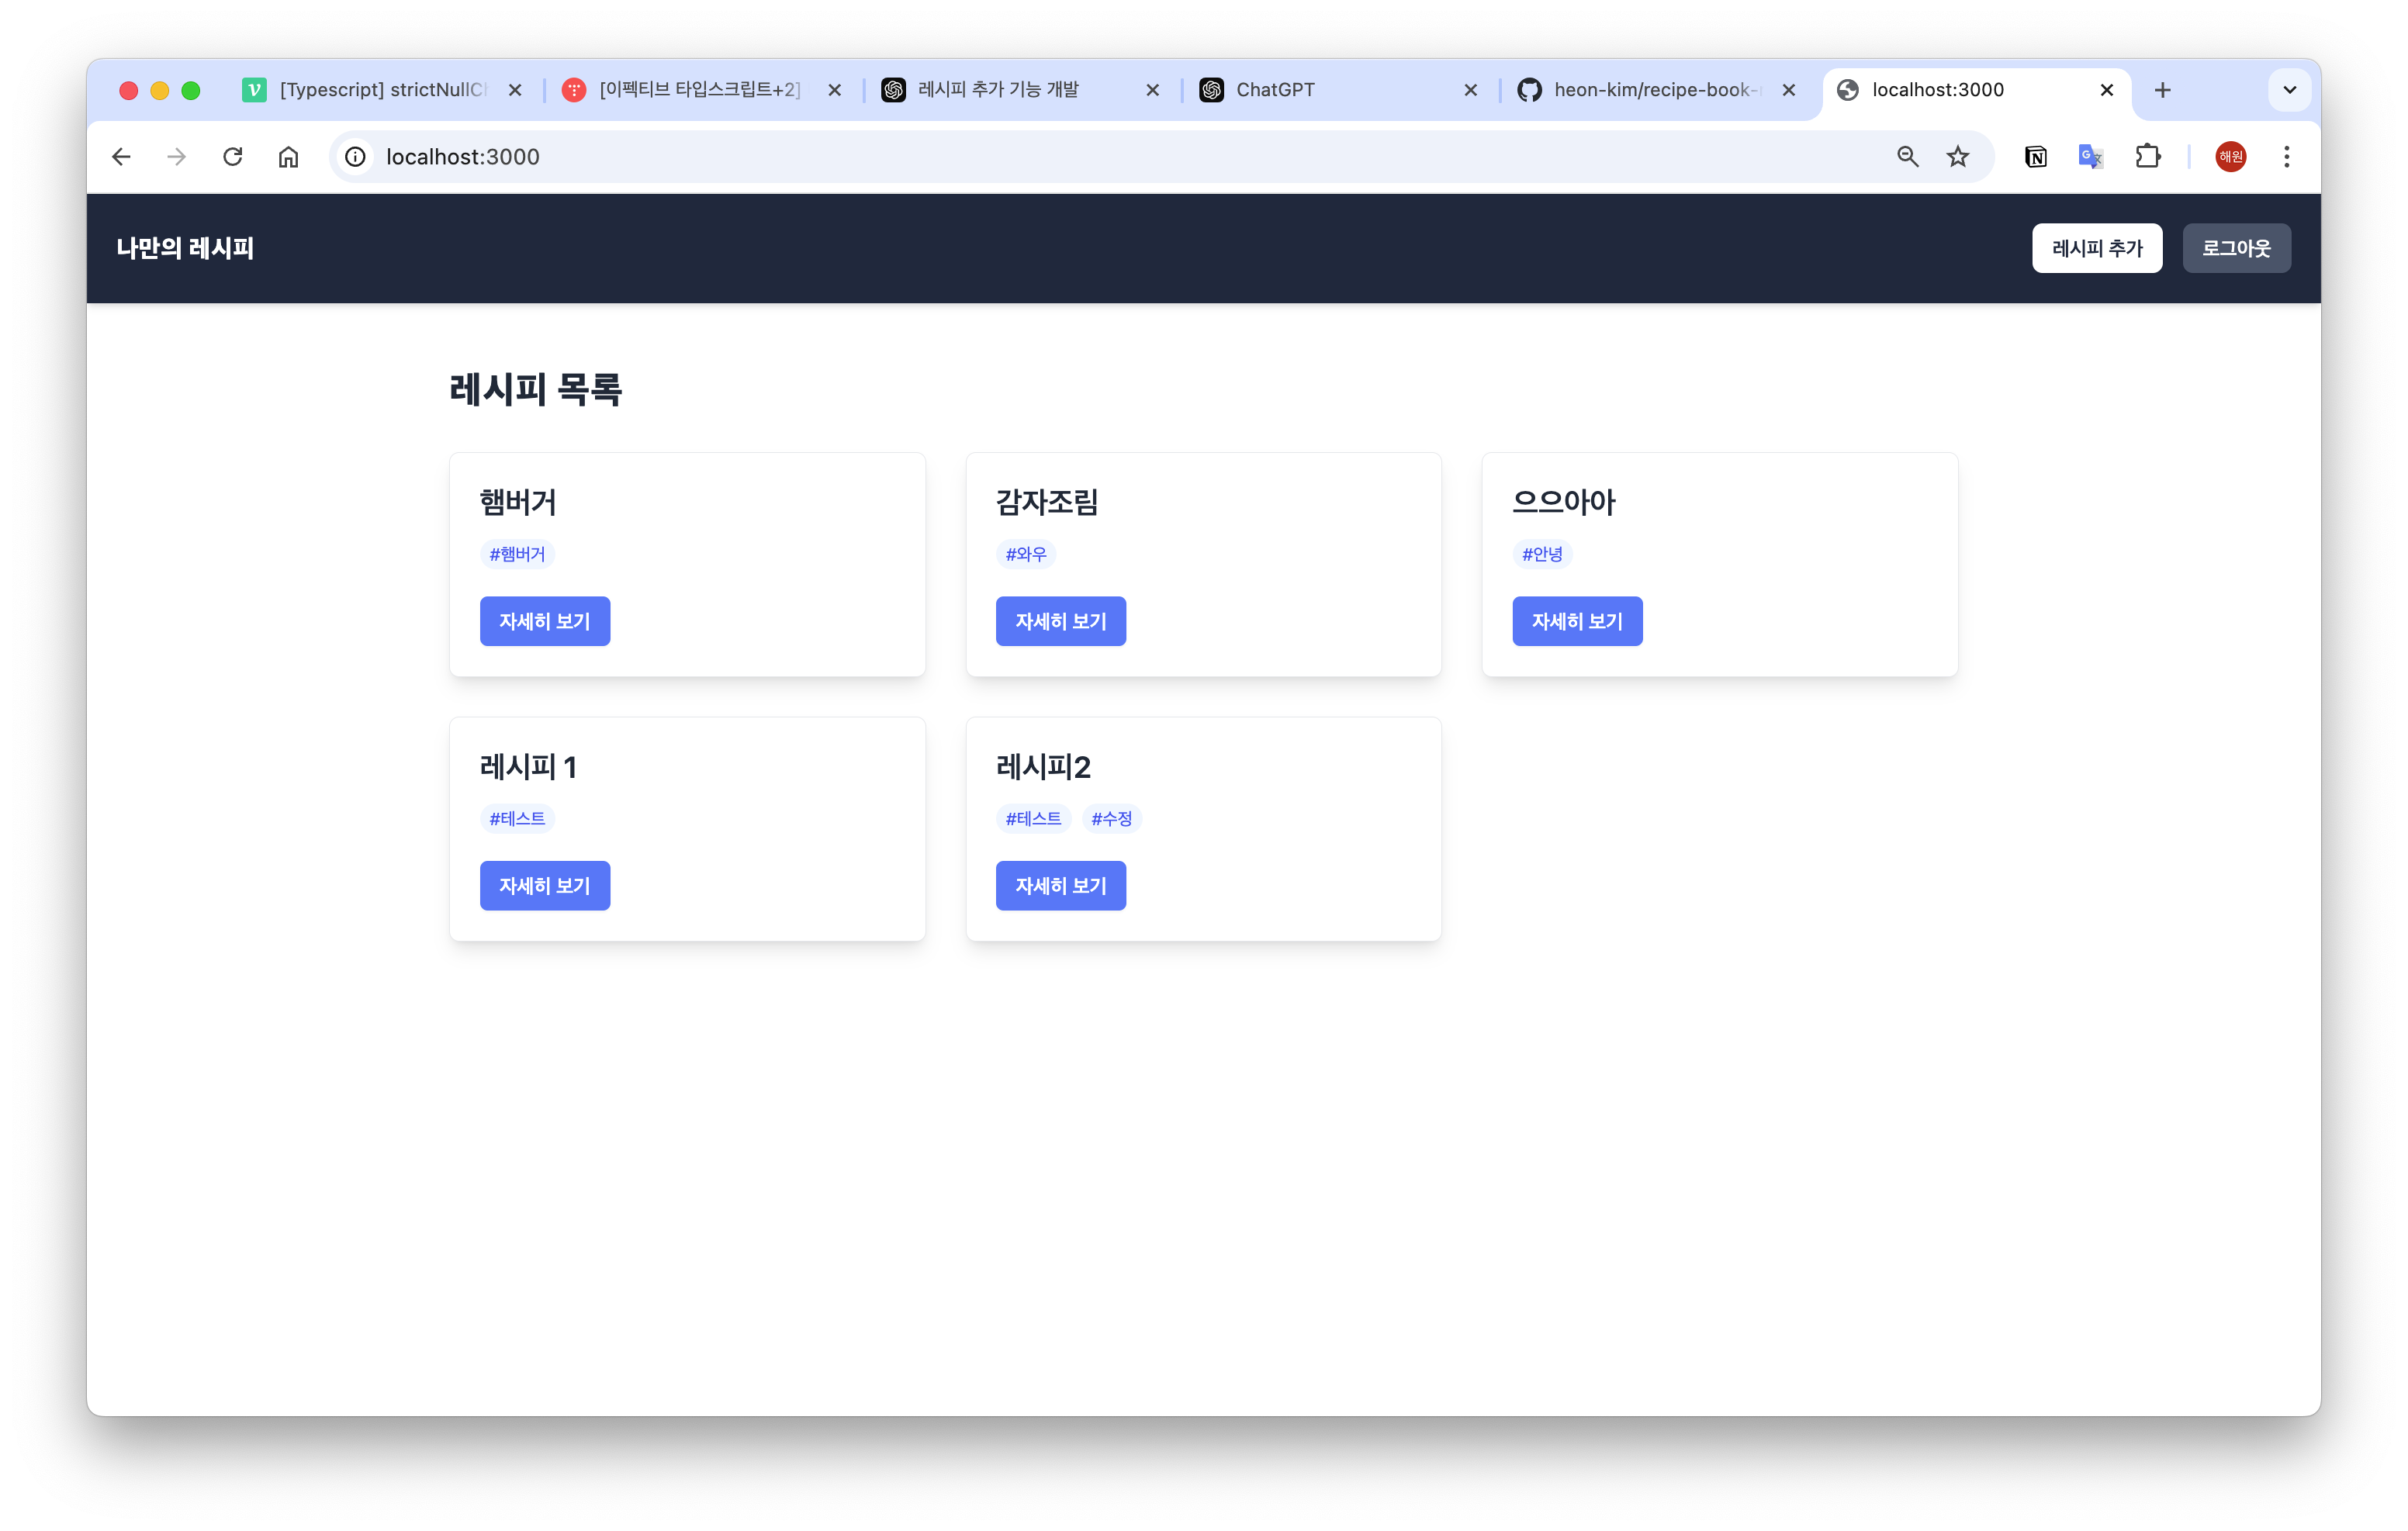 [Typescript] strictNullCh
[이펙티브 타입스크립트+2]
레시피 추가 기능 개발
ChatGPT
heon-kim/recipe-book-
localhost:3000
localhost:3000
해원
나만의 레시피
레시피 추가
로그아웃
레시피 목록
햄버거
감자조림
으으아아
#햄버거
#와우
#안녕
자세히 보기
자세히 보기
자세히 보기
레시피 1
레시피2
#테스트
#테스트 #수정
자세히 보기
자세히 보기